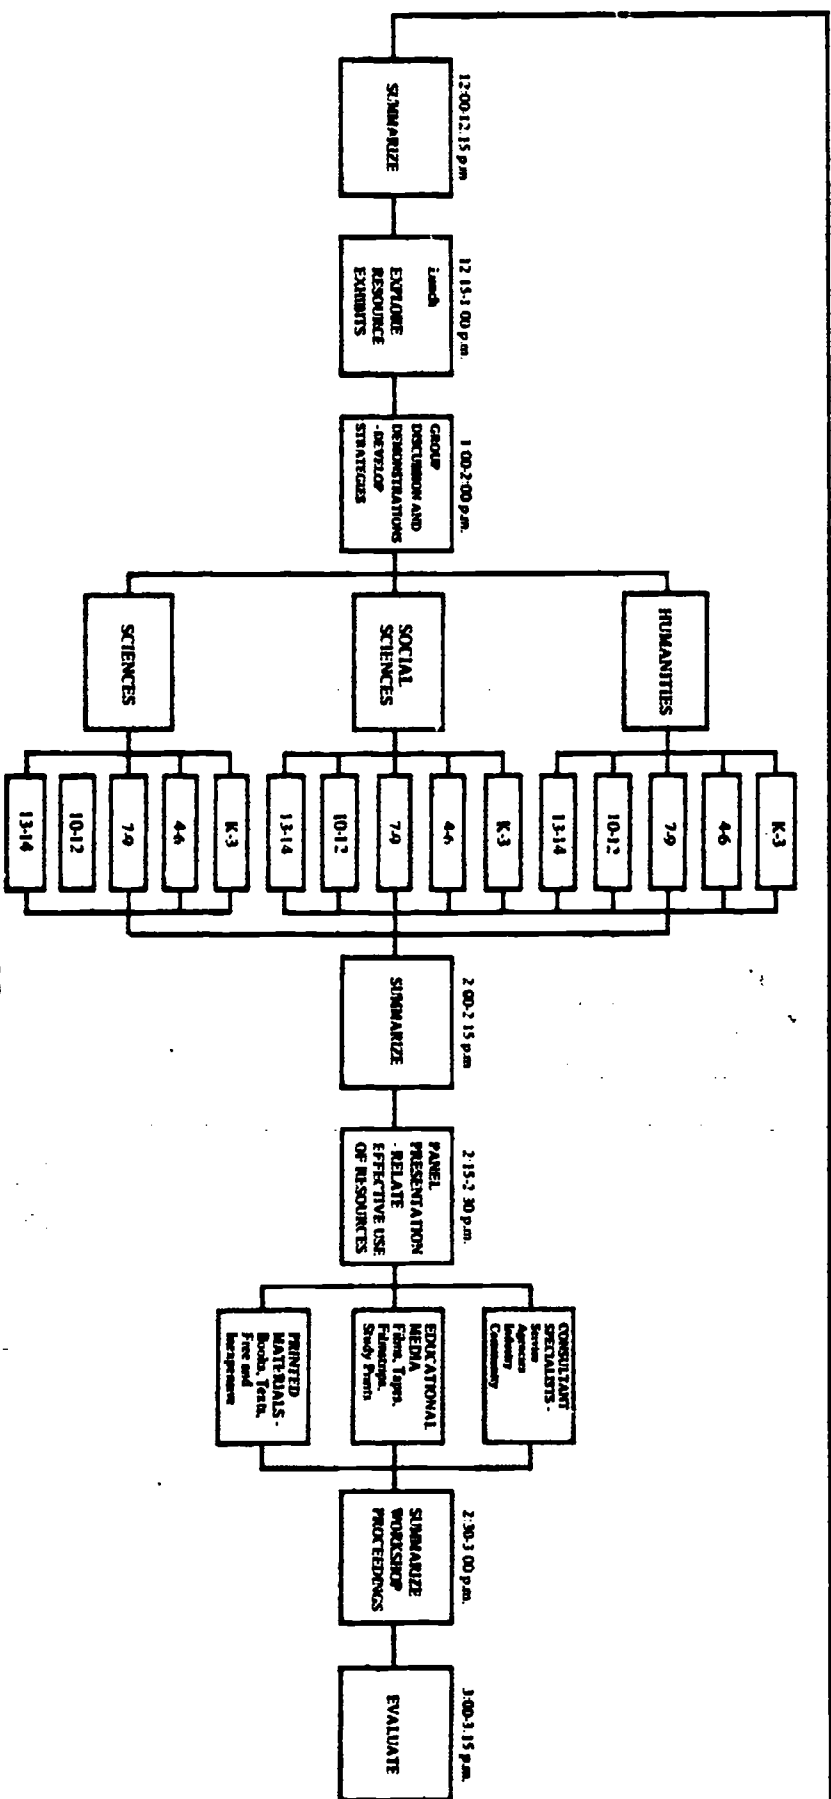 12:00-12.15 p.m
SUMMARIZE
12 15-1 00 p.m.
Lunch
EXPLORE
RESOURCE
EXHIBITS
1 00-2:00 p.m.
GROUP
DISCUSSION AND
DEMONSTRATIONS
- DEVELOP
STRATEGIES
HUMANITIES
K-3
4-6
7-9
10-12
13-14
SOCIAL
SCIENCES
K-3
4-6
7-9
10-12
13-14
SCIENCES
K-3
4-6
7-9
10-12
13-14
2 00-2 15 p.m
SUMMARIZE
2:15-2 30 p.m.
PANEL
PRESENTATION
- RELATE
EFFECTIVE USE
OF RESOURCES
CONSULTANT
SPECIALISTS -
Service
Agencies
Industry
Community
EDUCATIONAL
MEDIA
Films, Tapes,
Filmstrips,
Study Prints
PRINTED
MATERIALS -
Books, Texts,
Free and
Inexpensive
2:30-3 00 p.m.
SUMMARIZE
WORKSHOP
PROCEEDINGS
3:00-3.15 p.m.
EVALUATE